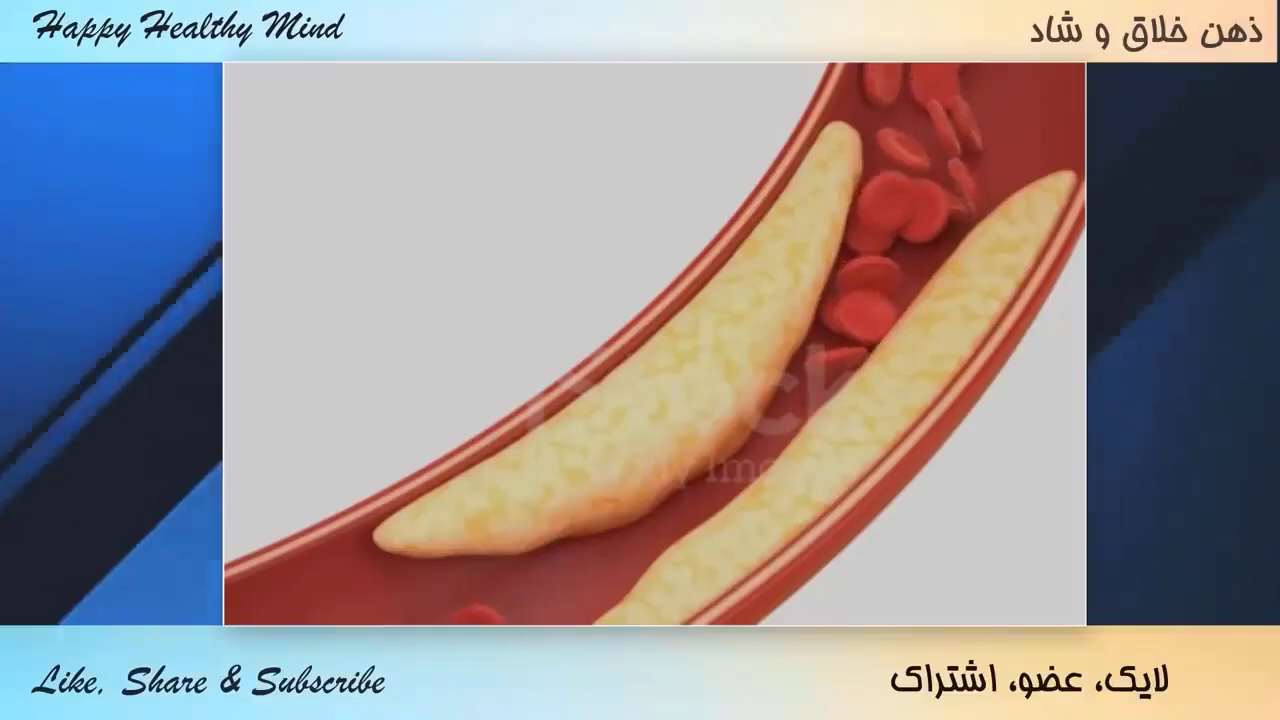 Happy Healthy Mind
ذهن خلاق و شاد
Like, Share & Subscribe
لایک، عضو، اشتراک